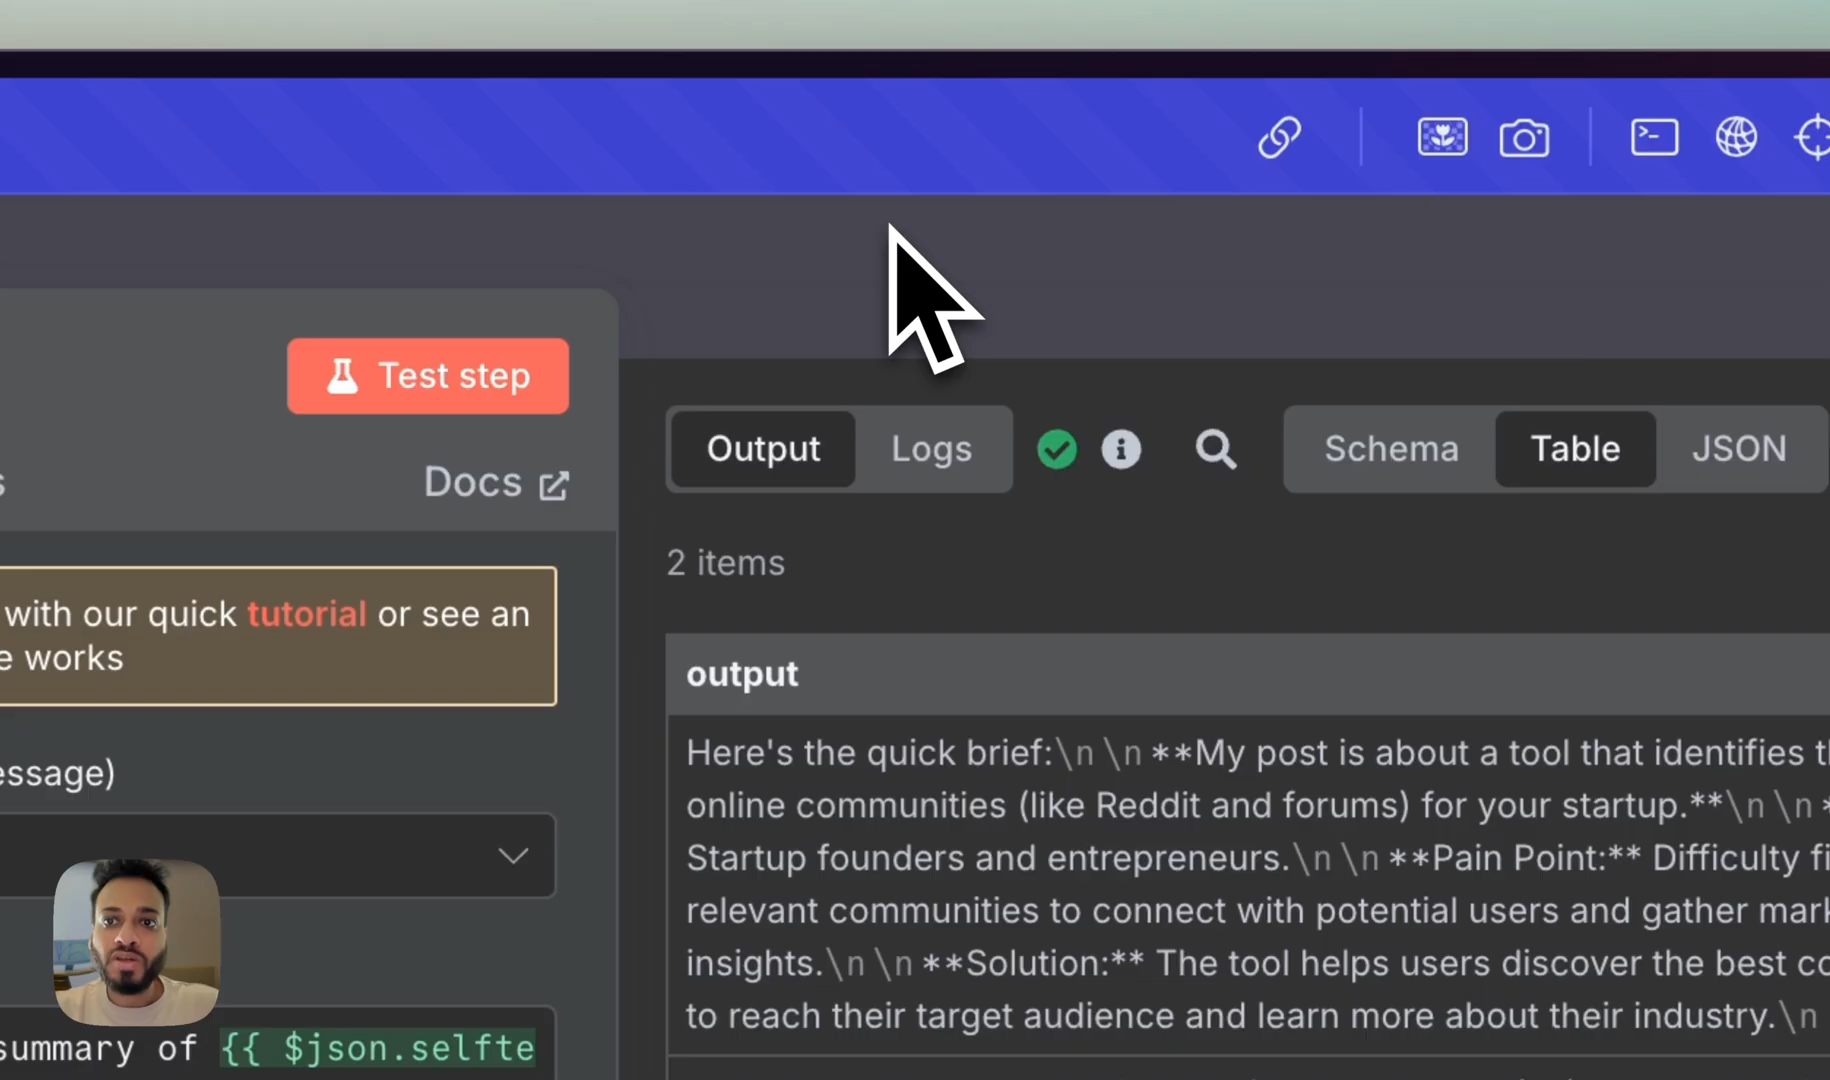 Test step
Docs
with our quick tutorial or see an
works
Output Logs
Schema Table JSON
2 items
output
Here's the quick brief:\n \n **My post is about a tool that identifies
online communities (like Reddit and forums) for your startup.**\n \n
Startup founders and entrepreneurs.\n \n **Pain Point:** Difficulty
relevant communities to connect with potential users and gather
insights.\n \n **Solution:** The tool helps users discover the best
to reach their target audience and learn more about their industry.\n
summary of {{ $json.selfte